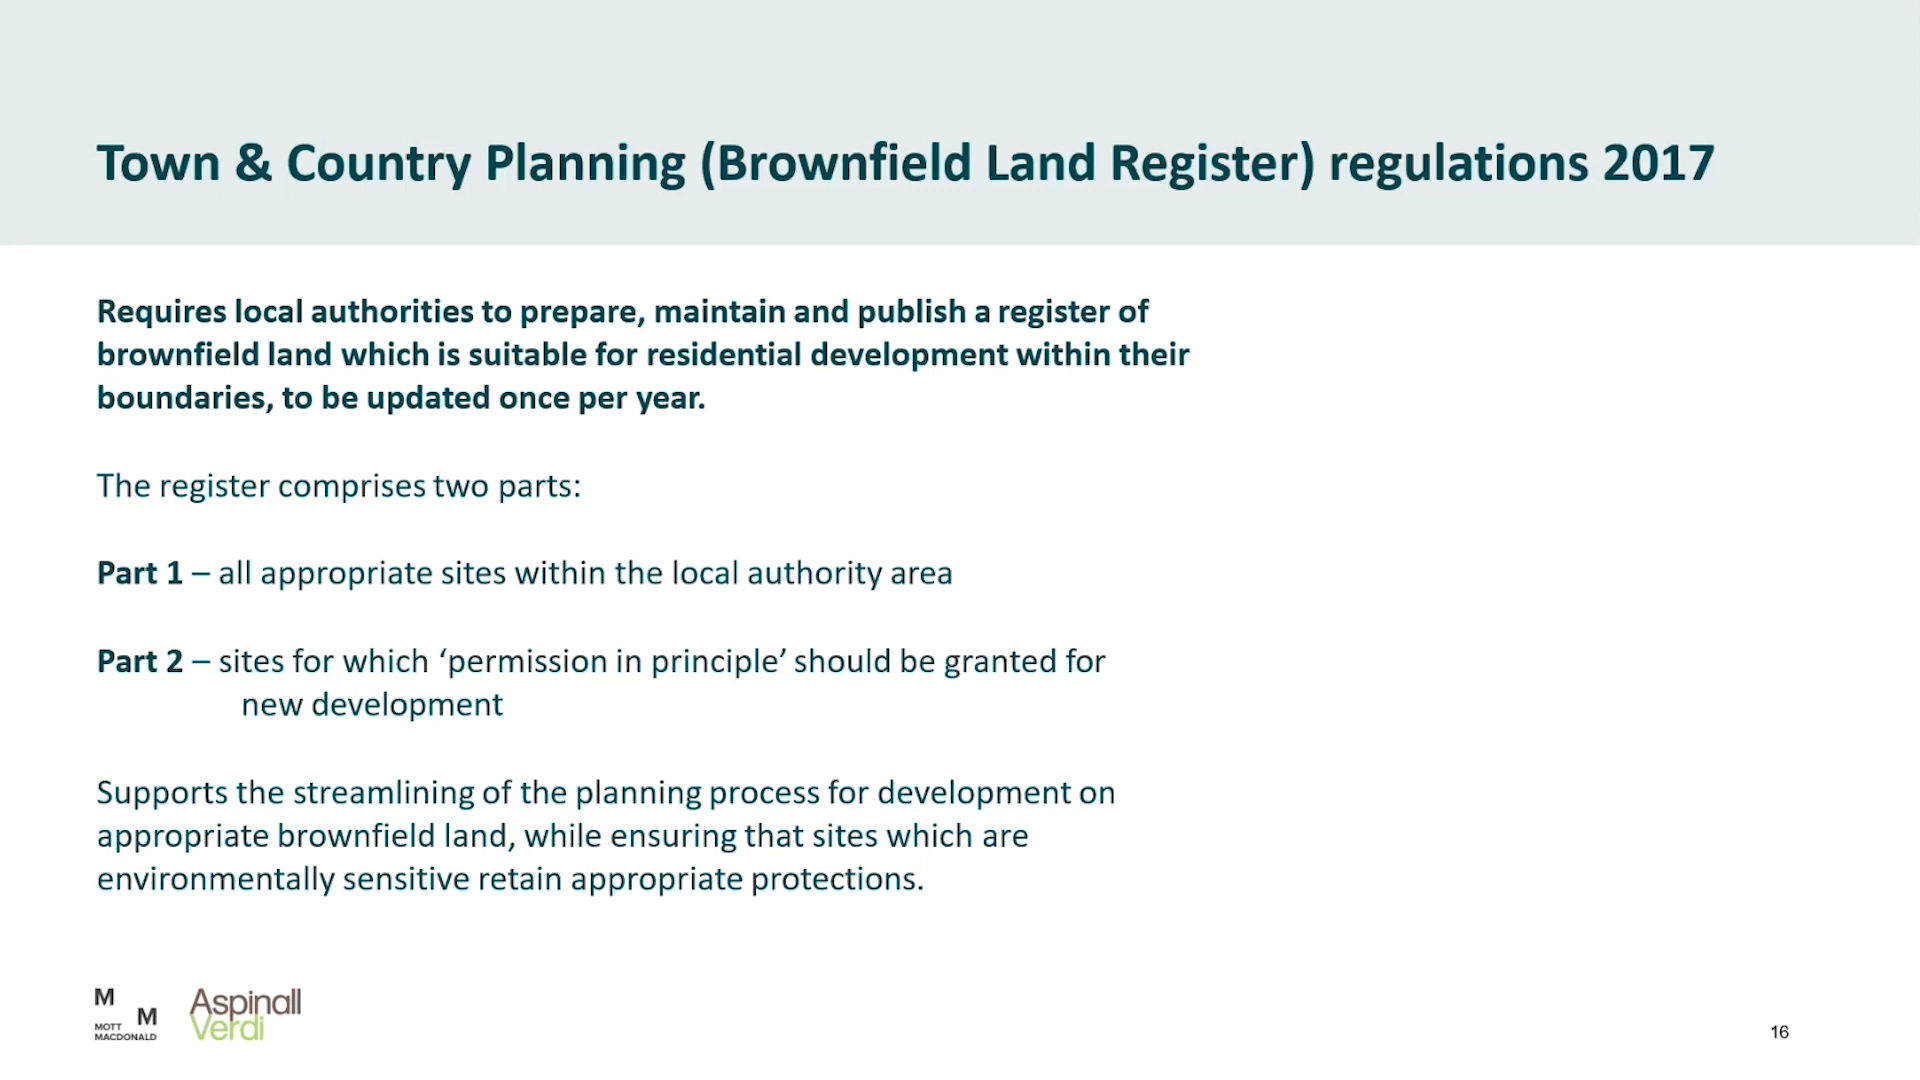 Town & Country Planning (Brownfield Land Register) regulations 2017
Requires local authorities to prepare, maintain and publish a register of
brownfield land which is suitable for residential development within their
boundaries, to be updated once per year.
The register comprises two parts:
Part 1 – all appropriate sites within the local authority area
Part 2 – sites for which ‘permission in principle’ should be granted for
new development
Supports the streamlining of the planning process for development on
appropriate brownfield land, while ensuring that sites which are
environmentally sensitive retain appropriate protections.
M
M
MOTT
MACDONALD
Aspinall
Verdi
16